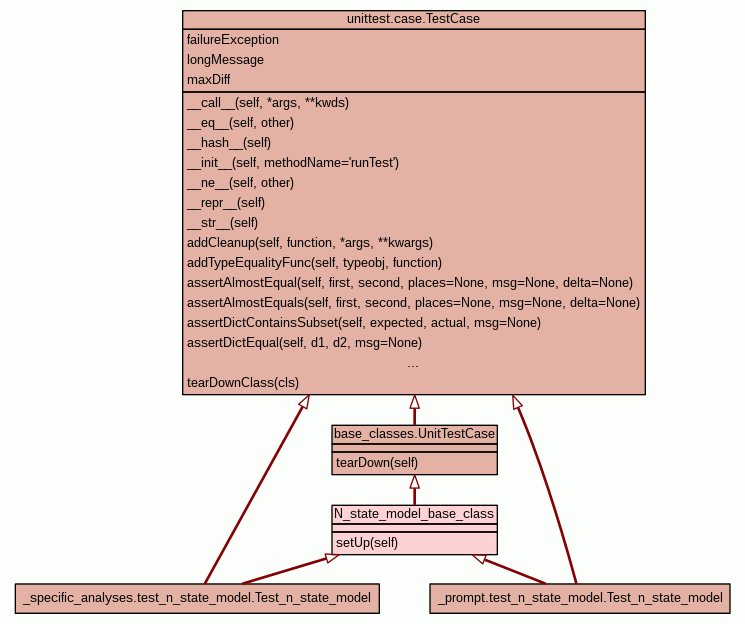 unittest.case.TestCase
failureException
longMessage
maxDiff
__call__(self, *args, **kwds)
__eq__(self, other)
__hash__(self)
__init__(self, methodName='runTest')
__ne__(self, other)
__repr__(self)
__str__(self)
addCleanup(self, function, *args, **kwargs)
addTypeEqualityFunc(self, typeobj, function)
assertAlmostEqual(self, first, second, places=None, msg=None, delta=None)
assertAlmostEquals(self, first, second, places=None, msg=None, delta=None)
assertDictContainsSubset(self, expected, actual, msg=None)
assertDictEqual(self, d1, d2, msg=None)
...
tearDownClass(cls)
base_classes.UnitTestCase
tearDown(self)
N_state_model_base_class
setUp(self)
_specific_analyses.test_n_state_model.Test_n_state_model
_prompt.test_n_state_model.Test_n_state_model